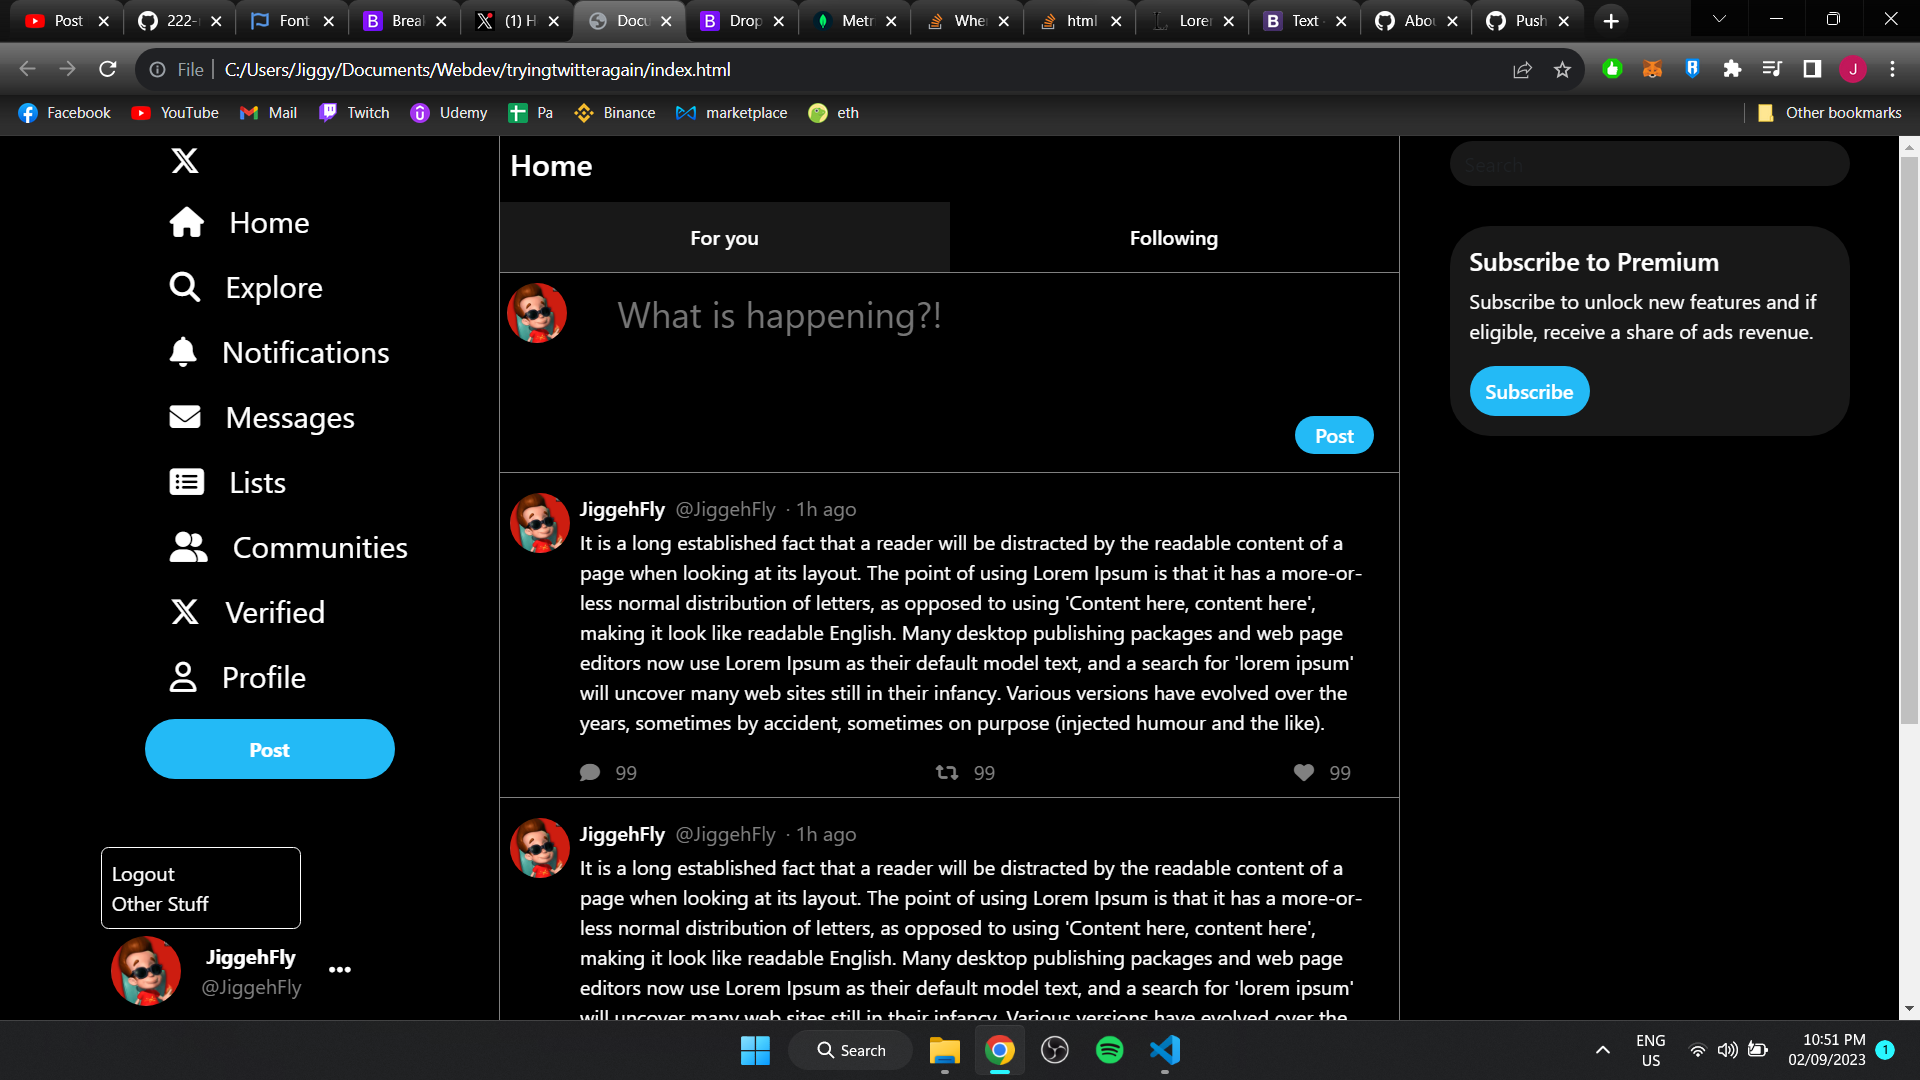 Post
222-
Font
Brea
(1) H
Docu
Drop
Metr
Whe
html
Lorer
Text
Abou
Push
File
C:/Users/Jiggy/Documents/Webdev/tryingtwitteragain/index.html
J
Facebook
YouTube
Mail
Twitch
Udemy
Pa
Binance
marketplace
eth
Other bookmarks
Home
Explore
Notifications
Messages
Lists
Communities
Verified
Profile
Post
Logout
Other Stuff
JiggehFly
@JiggehFly
Home
For you
Following
What is happening?!
Post
JiggehFly @JiggehFly · 1h ago
It is a long established fact that a reader will be distracted by the readable content of a
page when looking at its layout. The point of using Lorem Ipsum is that it has a more-or-
less normal distribution of letters, as opposed to using 'Content here, content here',
making it look like readable English. Many desktop publishing packages and web page
editors now use Lorem Ipsum as their default model text, and a search for 'lorem ipsum'
will uncover many web sites still in their infancy. Various versions have evolved over the
years, sometimes by accident, sometimes on purpose (injected humour and the like).
99
99
99
JiggehFly @JiggehFly · 1h ago
It is a long established fact that a reader will be distracted by the readable content of a
page when looking at its layout. The point of using Lorem Ipsum is that it has a more-or-
less normal distribution of letters, as opposed to using 'Content here, content here',
making it look like readable English. Many desktop publishing packages and web page
editors now use Lorem Ipsum as their default model text, and a search for 'lorem ipsum'
will uncover many web sites still in their infancy. Various versions have evolved over the
Search
Subscribe to Premium
Subscribe to unlock new features and if
eligible, receive a share of ads revenue.
Subscribe
Search
ENG
US
10:51 PM
02/09/2023
1